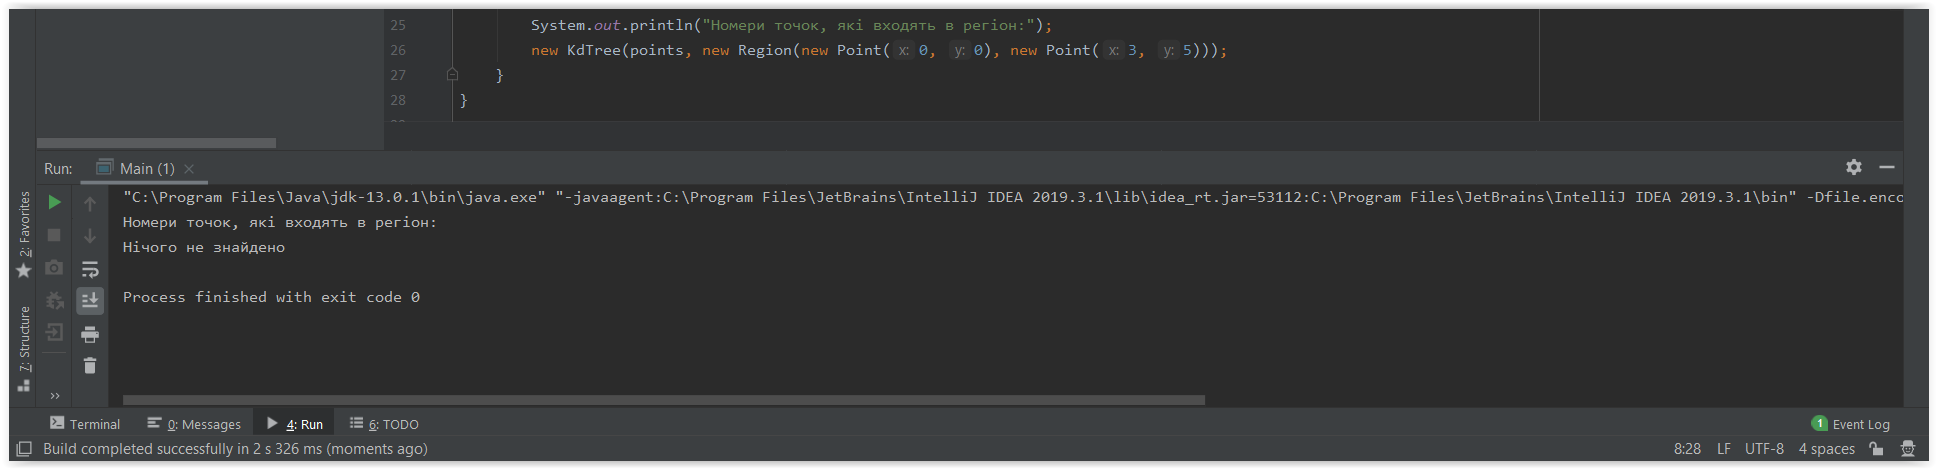 25 System.out.println("Номери точок, які входять в регіон:");
26 new KdTree(points, new Region(new Point( x: 0, y: 0), new Point( x: 3, y: 5)));
27 }
28 }
Run: Main (1)
"C:\Program Files\Java\jdk-13.0.1\bin\java.exe" "-javaagent:C:\Program Files\JetBrains\IntelliJ IDEA 2019.3.1\lib\idea_rt.jar=53112:C:\Program Files\JetBrains\IntelliJ IDEA 2019.3.1\bin" -Dfile.enco
Номери точок, які входять в регіон:
Нічого не знайдено
Process finished with exit code 0
2: Favorites
7: Structure
Terminal 0: Messages 4: Run 6: TODO 1 Event Log
Build completed successfully in 2 s 326 ms (moments ago) 8:28 LF UTF-8 4 spaces